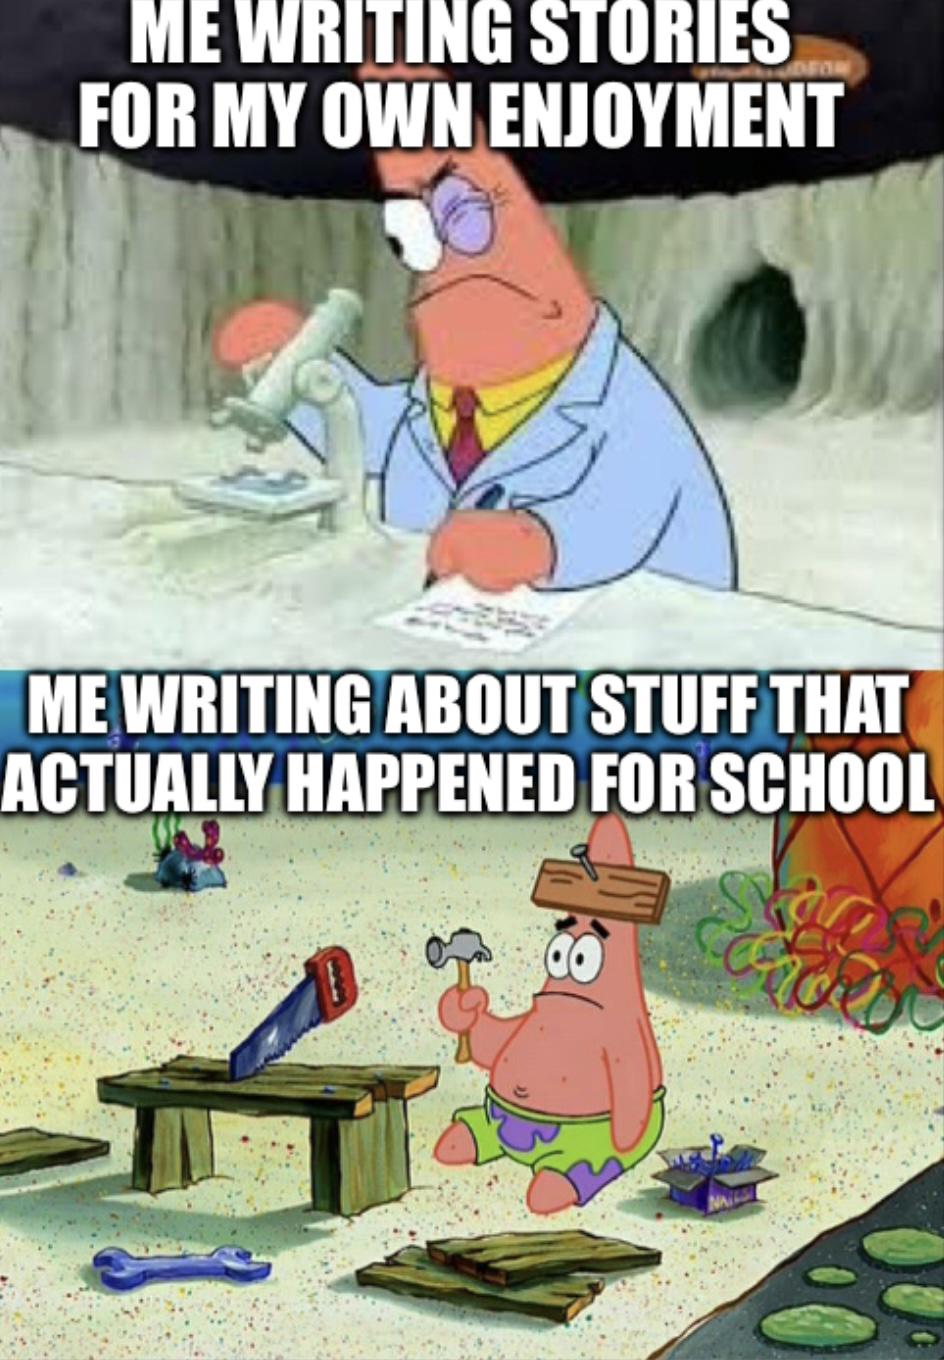 ME WRITING STORIES
FOR MY OWN ENJOYMENT
ME WRITING ABOUT STUFF THAT
ACTUALLY HAPPENED FOR SCHOOL